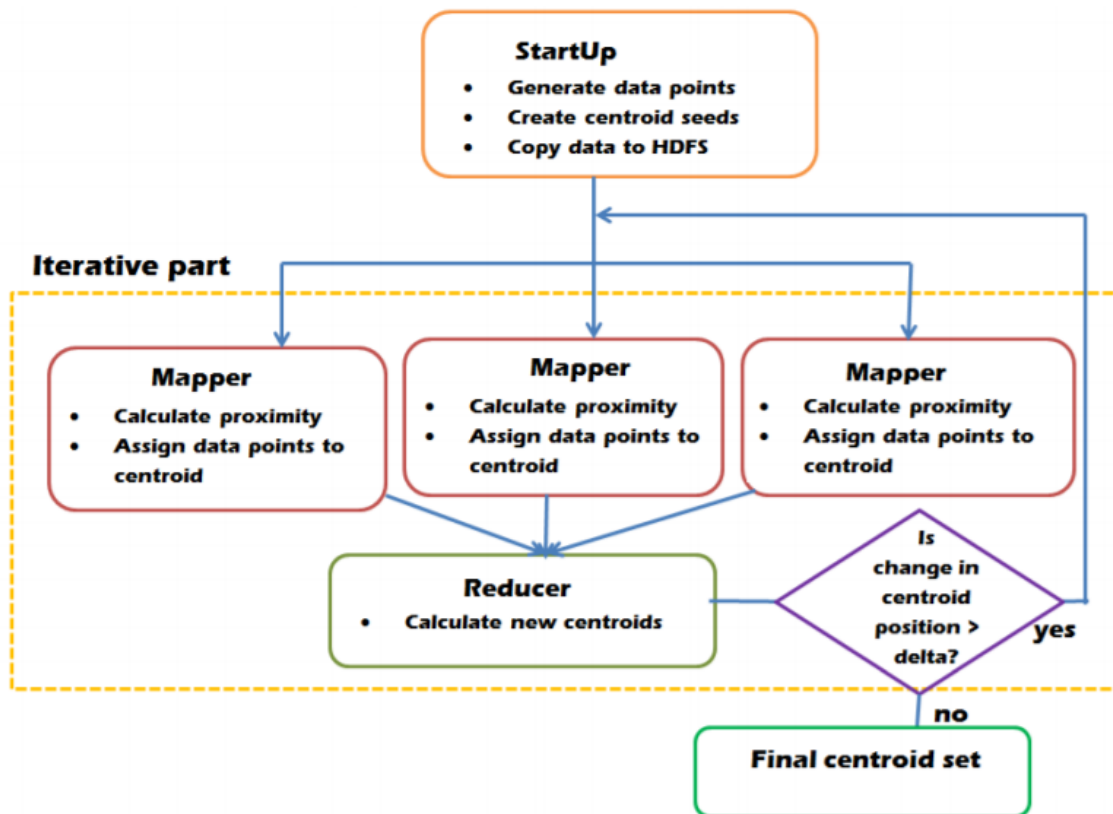 StartUp
• Generate data points
• Create centroid seeds
• Copy data to HDFS
Iterative part
Mapper
• Calculate proximity
• Assign data points to
centroid
Mapper
• Calculate proximity
• Assign data points to
centroid
Mapper
• Calculate proximity
• Assign data points to
centroid
Reducer
• Calculate new centroids
Is
change in
centroid
position >
delta?
yes
no
Final centroid set